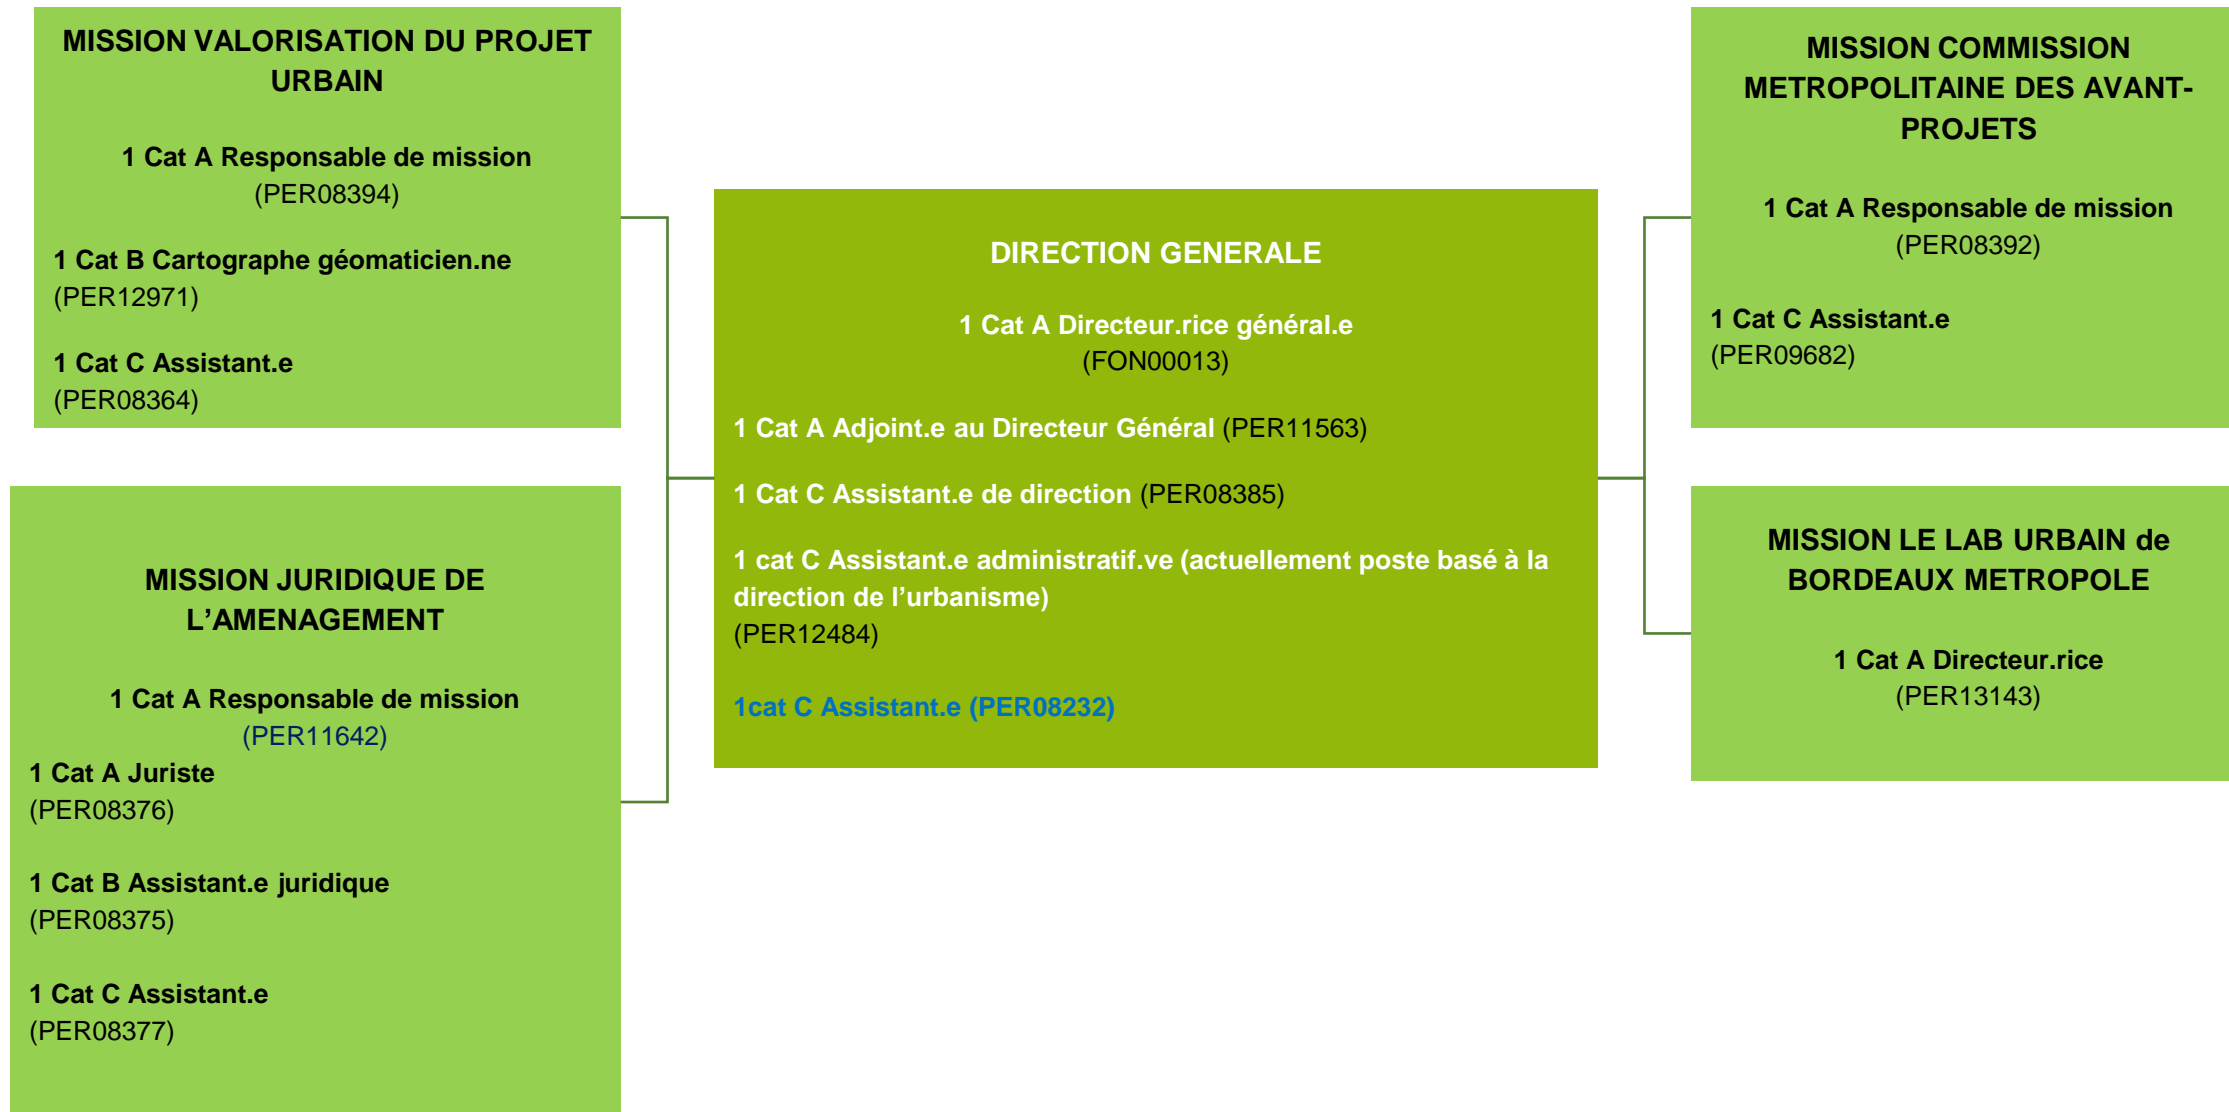 MISSION VALORISATION DU PROJET
URBAIN
1 Cat A Responsable de mission
(PER08394)
1 Cat B Cartographe géomaticien.ne
(PER12971)
1 Cat C Assistant.e
(PER08364)
MISSION JURIDIQUE DE
L’AMENAGEMENT
1 Cat A Responsable de mission
(PER11642)
1 Cat A Juriste
(PER08376)
1 Cat B Assistant.e juridique
(PER08375)
1 Cat C Assistant.e
(PER08377)
DIRECTION GENERALE
1 Cat A Directeur.rice général.e
(FON00013)
1 Cat A Adjoint.e au Directeur Général (PER11563)
1 Cat C Assistant.e de direction (PER08385)
1 cat C Assistant.e administratif.ve (actuellement poste basé à la
direction de l’urbanisme)
(PER12484)
1cat C Assistant.e (PER08232)
MISSION COMMISSION
METROPOLITAINE DES AVANT-
PROJETS
1 Cat A Responsable de mission
(PER08392)
1 Cat C Assistant.e
(PER09682)
MISSION LE LAB URBAIN de
BORDEAUX METROPOLE
1 Cat A Directeur.rice
(PER13143)